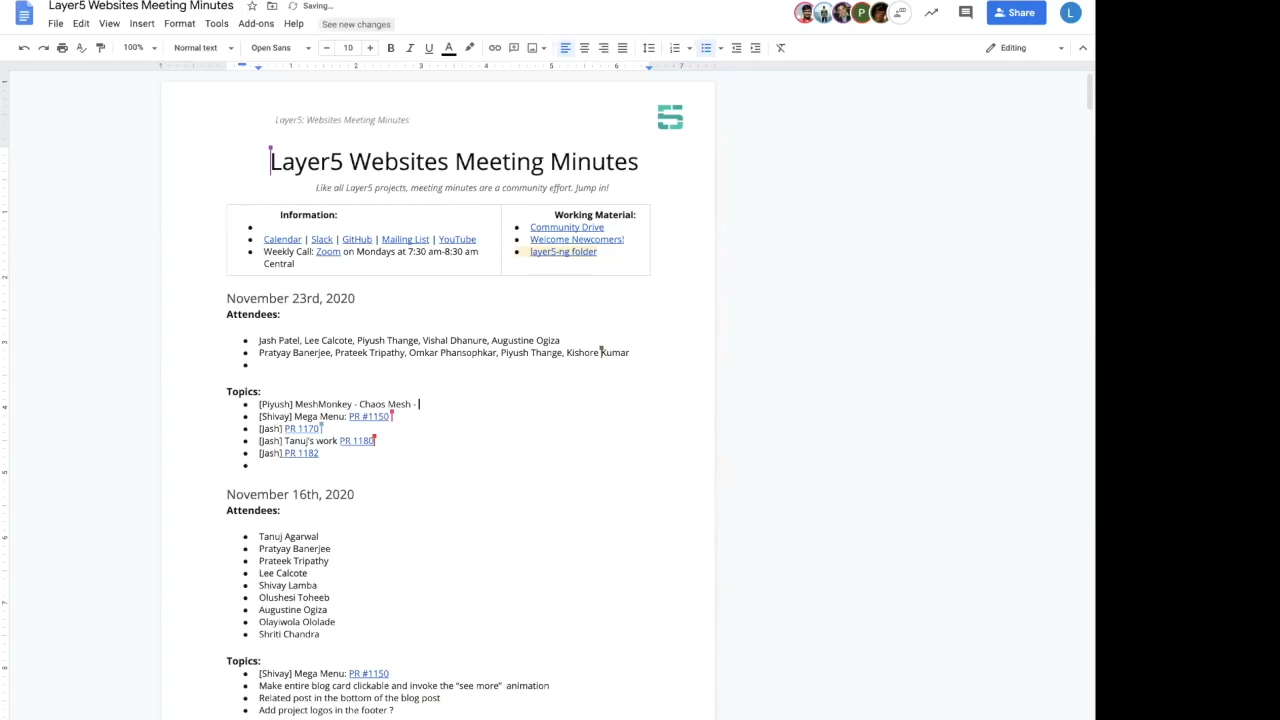 Layer5 Websites Meeting Minutes
Saving...
File Edit View Insert Format Tools Add-ons Help See new changes
Share
L
P
100% Normal text Open Sans 10 B I U A Editing
1 1 2 3 4 5 6 7
Layer5: Websites Meeting Minutes
Layer5 Websites Meeting Minutes
Like all Layer5 projects, meeting minutes are a community effort. Jump in!
Information:
Calendar | Slack | GitHub | Mailing List | YouTube
Weekly Call: Zoom on Mondays at 7:30 am-8:30 am
Central
Working Material:
Community Drive
Welcome Newcomers!
layer5-ng folder
November 23rd, 2020
Attendees:
Jash Patel, Lee Calcote, Piyush Thange, Vishal Dhanure, Augustine Ogiza
Pratyay Banerjee, Prateek Tripathy, Omkar Phansophkar, Piyush Thange, Kishore Kumar
Topics:
[Piyush] MeshMonkey - Chaos Mesh -
[Shivay] Mega Menu: PR #1150
[Jash] PR 1170
[Jash] Tanuj's work PR 1180
[Jash] PR 1182
November 16th, 2020
Attendees:
Tanuj Agarwal
Pratyay Banerjee
Prateek Tripathy
Lee Calcote
Shivay Lamba
Olushesi Toheeb
Augustine Ogiza
Olayiwola Ololade
Shriti Chandra
Topics:
[Shivay] Mega Menu: PR #1150
Make entire blog card clickable and invoke the “see more” animation
Related post in the bottom of the blog post
Add project logos in the footer ?